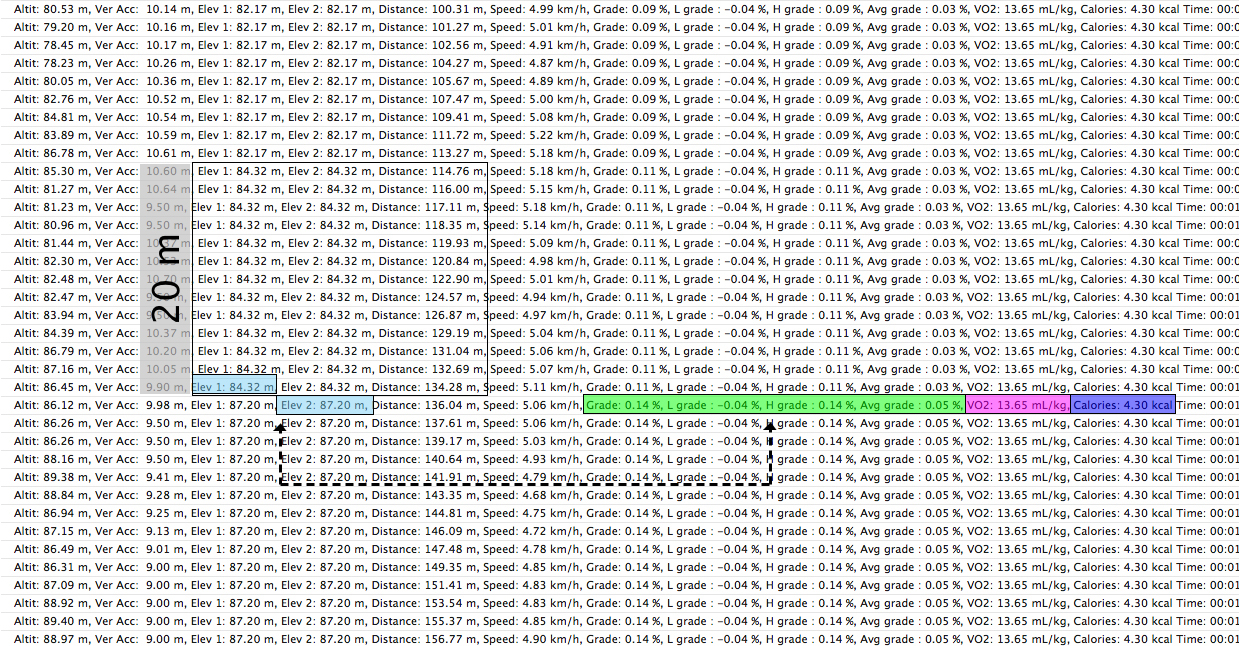 Altit: 80.53 m, Ver Acc: 10.14 m, Elev 1: 82.17 m, Elev 2: 82.17 m, Distance: 100.31 m, Speed: 4.99 km/h, Grade: 0.09 %, L grade : −0.04 %, H grade : 0.09 %, Avg grade : 0.03 %, VO2: 13.65 mL/kg, Calories: 4.30 kcal Time: 00:0
Altit: 79.20 m, Ver Acc: 10.16 m, Elev 1: 82.17 m, Elev 2: 82.17 m, Distance: 101.27 m, Speed: 5.01 km/h, Grade: 0.09 %, L grade : −0.04 %, H grade : 0.09 %, Avg grade : 0.03 %, VO2: 13.65 mL/kg, Calories: 4.30 kcal Time: 00:0
Altit: 78.45 m, Ver Acc: 10.17 m, Elev 1: 82.17 m, Elev 2: 82.17 m, Distance: 102.56 m, Speed: 4.91 km/h, Grade: 0.09 %, L grade : −0.04 %, H grade : 0.09 %, Avg grade : 0.03 %, VO2: 13.65 mL/kg, Calories: 4.30 kcal Time: 00:0
Altit: 78.23 m, Ver Acc: 10.26 m, Elev 1: 82.17 m, Elev 2: 82.17 m, Distance: 104.27 m, Speed: 4.87 km/h, Grade: 0.09 %, L grade : −0.04 %, H grade : 0.09 %, Avg grade : 0.03 %, VO2: 13.65 mL/kg, Calories: 4.30 kcal Time: 00:0
Altit: 80.05 m, Ver Acc: 10.36 m, Elev 1: 82.17 m, Elev 2: 82.17 m, Distance: 105.67 m, Speed: 4.89 km/h, Grade: 0.09 %, L grade : −0.04 %, H grade : 0.09 %, Avg grade : 0.03 %, VO2: 13.65 mL/kg, Calories: 4.30 kcal Time: 00:0
Altit: 82.76 m, Ver Acc: 10.52 m, Elev 1: 82.17 m, Elev 2: 82.17 m, Distance: 107.47 m, Speed: 5.00 km/h, Grade: 0.09 %, L grade : −0.04 %, H grade : 0.09 %, Avg grade : 0.03 %, VO2: 13.65 mL/kg, Calories: 4.30 kcal Time: 00:0
Altit: 84.81 m, Ver Acc: 10.54 m, Elev 1: 82.17 m, Elev 2: 82.17 m, Distance: 109.41 m, Speed: 5.08 km/h, Grade: 0.09 %, L grade : −0.04 %, H grade : 0.09 %, Avg grade : 0.03 %, VO2: 13.65 mL/kg, Calories: 4.30 kcal Time: 00:0
Altit: 83.89 m, Ver Acc: 10.59 m, Elev 1: 82.17 m, Elev 2: 82.17 m, Distance: 111.72 m, Speed: 5.22 km/h, Grade: 0.09 %, L grade : −0.04 %, H grade : 0.09 %, Avg grade : 0.03 %, VO2: 13.65 mL/kg, Calories: 4.30 kcal Time: 00:0
Altit: 86.78 m, Ver Acc: 10.61 m, Elev 1: 82.17 m, Elev 2: 82.17 m, Distance: 113.27 m, Speed: 5.18 km/h, Grade: 0.09 %, L grade : −0.04 %, H grade : 0.09 %, Avg grade : 0.03 %, VO2: 13.65 mL/kg, Calories: 4.30 kcal Time: 00:0
Altit: 85.30 m, Ver Acc: 10.60 m, Elev 1: 84.32 m, Elev 2: 84.32 m, Distance: 114.76 m, Speed: 5.18 km/h, Grade: 0.11 %, L grade : −0.04 %, H grade : 0.11 %, Avg grade : 0.03 %, VO2: 13.65 mL/kg, Calories: 4.30 kcal Time: 00:0
Altit: 81.27 m, Ver Acc: 10.64 m, Elev 1: 84.32 m, Elev 2: 84.32 m, Distance: 116.00 m, Speed: 5.15 km/h, Grade: 0.11 %, L grade : −0.04 %, H grade : 0.11 %, Avg grade : 0.03 %, VO2: 13.65 mL/kg, Calories: 4.30 kcal Time: 00:0
Altit: 81.23 m, Ver Acc: 9.50 m, Elev 1: 84.32 m, Elev 2: 84.32 m, Distance: 117.11 m, Speed: 5.18 km/h, Grade: 0.11 %, L grade : −0.04 %, H grade : 0.11 %, Avg grade : 0.03 %, VO2: 13.65 mL/kg, Calories: 4.30 kcal Time: 00:0
Altit: 80.96 m, Ver Acc: 9.50 m, Elev 1: 84.32 m, Elev 2: 84.32 m, Distance: 118.35 m, Speed: 5.14 km/h, Grade: 0.11 %, L grade : −0.04 %, H grade : 0.11 %, Avg grade : 0.03 %, VO2: 13.65 mL/kg, Calories: 4.30 kcal Time: 00:0
Altit: 81.44 m, Ver Acc: Elev 1: 84.32 m, Elev 2: 84.32 m, Distance: 119.93 m, Speed: 5.09 km/h, Grade: 0.11 %, L grade : −0.04 %, H grade : 0.11 %, Avg grade : 0.03 %, VO2: 13.65 mL/kg, Calories: 4.30 kcal Time: 00:0
Altit: 82.30 m, Ver Acc: Elev 1: 84.32 m, Elev 2: 84.32 m, Distance: 120.84 m, Speed: 4.98 km/h, Grade: 0.11 %, L grade : −0.04 %, H grade : 0.11 %, Avg grade : 0.03 %, VO2: 13.65 mL/kg, Calories: 4.30 kcal Time: 00:0
20 m
Altit: 82.48 m, Ver Acc: Elev 1: 84.32 m, Elev 2: 84.32 m, Distance: 122.90 m, Speed: 5.01 km/h, Grade: 0.11 %, L grade : −0.04 %, H grade : 0.11 %, Avg grade : 0.03 %, VO2: 13.65 mL/kg, Calories: 4.30 kcal Time: 00:0
Altit: 82.47 m, Ver Acc: Elev 1: 84.32 m, Elev 2: 84.32 m, Distance: 124.57 m, Speed: 4.94 km/h, Grade: 0.11 %, L grade : −0.04 %, H grade : 0.11 %, Avg grade : 0.03 %, VO2: 13.65 mL/kg, Calories: 4.30 kcal Time: 00:01
Altit: 83.94 m, Ver Acc: Elev 1: 84.32 m, Elev 2: 84.32 m, Distance: 126.87 m, Speed: 4.97 km/h, Grade: 0.11 %, L grade : −0.04 %, H grade : 0.11 %, Avg grade : 0.03 %, VO2: 13.65 mL/kg, Calories: 4.30 kcal Time: 00:01
Altit: 84.39 m, Ver Acc: 10.37 m, Elev 1: 84.32 m, Elev 2: 84.32 m, Distance: 129.19 m, Speed: 5.04 km/h, Grade: 0.11 %, L grade : −0.04 %, H grade : 0.11 %, Avg grade : 0.03 %, VO2: 13.65 mL/kg, Calories: 4.30 kcal Time: 00:01
Altit: 86.79 m, Ver Acc: 10.20 m, Elev 1: 84.32 m, Elev 2: 84.32 m, Distance: 131.04 m, Speed: 5.06 km/h, Grade: 0.11 %, L grade : −0.04 %, H grade : 0.11 %, Avg grade : 0.03 %, VO2: 13.65 mL/kg, Calories: 4.30 kcal Time: 00:01
Altit: 87.16 m, Ver Acc: 10.05 m, Elev 1: 84.32 m, Elev 2: 84.32 m, Distance: 132.69 m, Speed: 5.07 km/h, Grade: 0.11 %, L grade : −0.04 %, H grade : 0.11 %, Avg grade : 0.03 %, VO2: 13.65 mL/kg, Calories: 4.30 kcal Time: 00:01
Altit: 86.45 m, Ver Acc: 9.90 m, Elev 1: 84.32 m, Elev 2: 84.32 m, Distance: 134.28 m, Speed: 5.11 km/h, Grade: 0.11 %, L grade : −0.04 %, H grade : 0.11 %, Avg grade : 0.03 %, VO2: 13.65 mL/kg, Calories: 4.30 kcal Time: 00:01
Altit: 86.12 m, Ver Acc: 9.98 m, Elev 1: 87.20 m, Elev 2: 87.20 m, Distance: 136.04 m, Speed: 5.06 km/h, Grade: 0.14 %, L grade : −0.04 %, H grade : 0.14 %, Avg grade : 0.05 %, VO2: 13.65 mL/kg, Calories: 4.30 kcal Time: 00:01
Altit: 86.26 m, Ver Acc: 9.50 m, Elev 1: 87.20 m, Elev 2: 87.20 m, Distance: 137.61 m, Speed: 5.06 km/h, Grade: 0.14 %, L grade : −0.04 %, H grade : 0.14 %, Avg grade : 0.05 %, VO2: 13.65 mL/kg, Calories: 4.30 kcal Time: 00:01
Altit: 86.26 m, Ver Acc: 9.50 m, Elev 1: 87.20 m, Elev 2: 87.20 m, Distance: 139.17 m, Speed: 5.03 km/h, Grade: 0.14 %, L grade : −0.04 %, H grade : 0.14 %, Avg grade : 0.05 %, VO2: 13.65 mL/kg, Calories: 4.30 kcal Time: 00:01
Altit: 88.16 m, Ver Acc: 9.50 m, Elev 1: 87.20 m, Elev 2: 87.20 m, Distance: 140.64 m, Speed: 4.93 km/h, Grade: 0.14 %, L grade : −0.04 %, H grade : 0.14 %, Avg grade : 0.05 %, VO2: 13.65 mL/kg, Calories: 4.30 kcal Time: 00:01
Altit: 89.38 m, Ver Acc: 9.41 m, Elev 1: 87.20 m, Elev 2: 87.20 m, Distance: 141.91 m, Speed: 4.79 km/h, Grade: 0.14 %, L grade : −0.04 %, H grade : 0.14 %, Avg grade : 0.05 %, VO2: 13.65 mL/kg, Calories: 4.30 kcal Time: 00:01
Altit: 88.84 m, Ver Acc: 9.28 m, Elev 1: 87.20 m, Elev 2: 87.20 m, Distance: 143.35 m, Speed: 4.68 km/h, Grade: 0.14 %, L grade : −0.04 %, H grade : 0.14 %, Avg grade : 0.05 %, VO2: 13.65 mL/kg, Calories: 4.30 kcal Time: 00:01
Altit: 86.94 m, Ver Acc: 9.25 m, Elev 1: 87.20 m, Elev 2: 87.20 m, Distance: 144.81 m, Speed: 4.75 km/h, Grade: 0.14 %, L grade : −0.04 %, H grade : 0.14 %, Avg grade : 0.05 %, VO2: 13.65 mL/kg, Calories: 4.30 kcal Time: 00:01
Altit: 87.15 m, Ver Acc: 9.13 m, Elev 1: 87.20 m, Elev 2: 87.20 m, Distance: 146.09 m, Speed: 4.72 km/h, Grade: 0.14 %, L grade : −0.04 %, H grade : 0.14 %, Avg grade : 0.05 %, VO2: 13.65 mL/kg, Calories: 4.30 kcal Time: 00:01
Altit: 86.49 m, Ver Acc: 9.01 m, Elev 1: 87.20 m, Elev 2: 87.20 m, Distance: 147.48 m, Speed: 4.78 km/h, Grade: 0.14 %, L grade : −0.04 %, H grade : 0.14 %, Avg grade : 0.05 %, VO2: 13.65 mL/kg, Calories: 4.30 kcal Time: 00:01
Altit: 86.31 m, Ver Acc: 9.00 m, Elev 1: 87.20 m, Elev 2: 87.20 m, Distance: 149.35 m, Speed: 4.85 km/h, Grade: 0.14 %, L grade : −0.04 %, H grade : 0.14 %, Avg grade : 0.05 %, VO2: 13.65 mL/kg, Calories: 4.30 kcal Time: 00:01
Altit: 87.09 m, Ver Acc: 9.00 m, Elev 1: 87.20 m, Elev 2: 87.20 m, Distance: 151.41 m, Speed: 4.83 km/h, Grade: 0.14 %, L grade : −0.04 %, H grade : 0.14 %, Avg grade : 0.05 %, VO2: 13.65 mL/kg, Calories: 4.30 kcal Time: 00:01
Altit: 88.92 m, Ver Acc: 9.00 m, Elev 1: 87.20 m, Elev 2: 87.20 m, Distance: 153.54 m, Speed: 4.83 km/h, Grade: 0.14 %, L grade : −0.04 %, H grade : 0.14 %, Avg grade : 0.05 %, VO2: 13.65 mL/kg, Calories: 4.30 kcal Time: 00:01
Altit: 89.40 m, Ver Acc: 9.00 m, Elev 1: 87.20 m, Elev 2: 87.20 m, Distance: 155.37 m, Speed: 4.85 km/h, Grade: 0.14 %, L grade : −0.04 %, H grade : 0.14 %, Avg grade : 0.05 %, VO2: 13.65 mL/kg, Calories: 4.30 kcal Time: 00:01
Altit: 88.97 m, Ver Acc: 9.00 m, Elev 1: 87.20 m, Elev 2: 87.20 m, Distance: 156.77 m, Speed: 4.90 km/h, Grade: 0.14 %, L grade : −0.04 %, H grade : 0.14 %, Avg grade : 0.05 %, VO2: 13.65 mL/kg, Calories: 4.30 kcal Time: 00:01